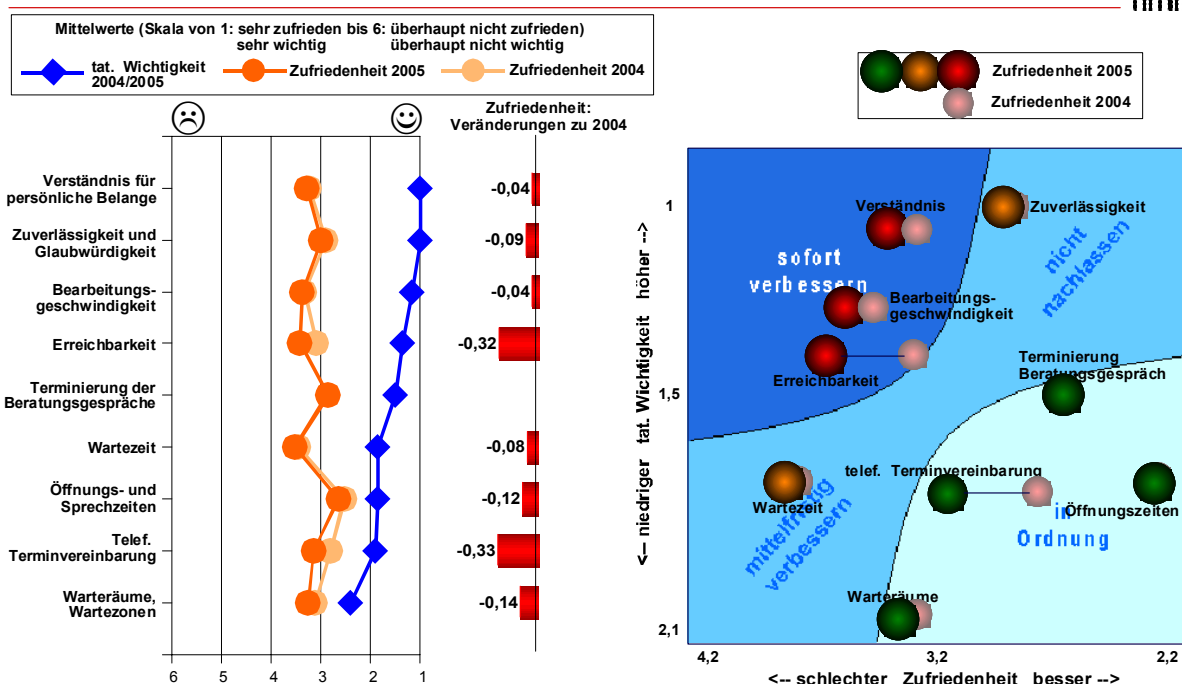 Mittelwerte (Skala von 1: sehr zufrieden bis 6: überhaupt nicht zufrieden)
sehr wichtig überhaupt nicht wichtig
tat. Wichtigkeit
2004/2005
Zufriedenheit 2005
Zufriedenheit 2004
Zufriedenheit:
Veränderungen zu 2004
Verständnis für
persönliche Belange
-0,04
Zuverlässigkeit und
Glaubwürdigkeit
-0,09
Bearbeitungs-
geschwindigkeit
-0,04
Erreichbarkeit
-0,32
Terminierung der
Beratungsgespräche
Wartezeit
-0,08
Öffnungs- und
Sprechzeiten
-0,12
Telef.
Terminvereinbarung
-0,33
Warteräume,
Wartezonen
-0,14
6 5 4 3 2 1
Zufriedenheit 2005
Zufriedenheit 2004
<-- niedriger tat. Wichtigkeit höher -->
1
1,5
2,1
Verständnis
Zuverlässigkeit
sofort
verbessern
nicht
nachlassen
Bearbeitungs-
geschwindigkeit
Erreichbarkeit
Terminierung
Beratungsgespräch
telef. Terminvereinbarung
Wartezeit
Öffnungszeiten
mittelfristig
verbessern
in
Ordnung
Warteräume
4,2 3,2 2,2
<-- schlechter Zufriedenheit besser -->